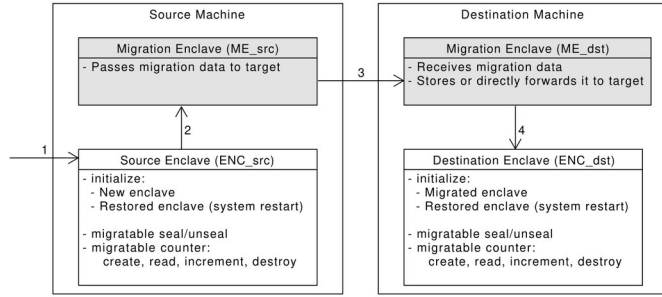 Source Machine
Migration Enclave (ME_src)
- Passes migration data to target
1
2
Source Enclave (ENC_src)
- initialize:
- New enclave
- Restored enclave (system restart)
- migratable seal/unseal
- migratable counter:
create, read, increment, destroy
3
Destination Machine
Migration Enclave (ME_dst)
- Receives migration data
- Stores or directly forwards it to target
4
Destination Enclave (ENC_dst)
- initialize:
- Migrated enclave
- Restored enclave (system restart)
- migratable seal/unseal
- migratable counter:
create, read, increment, destroy